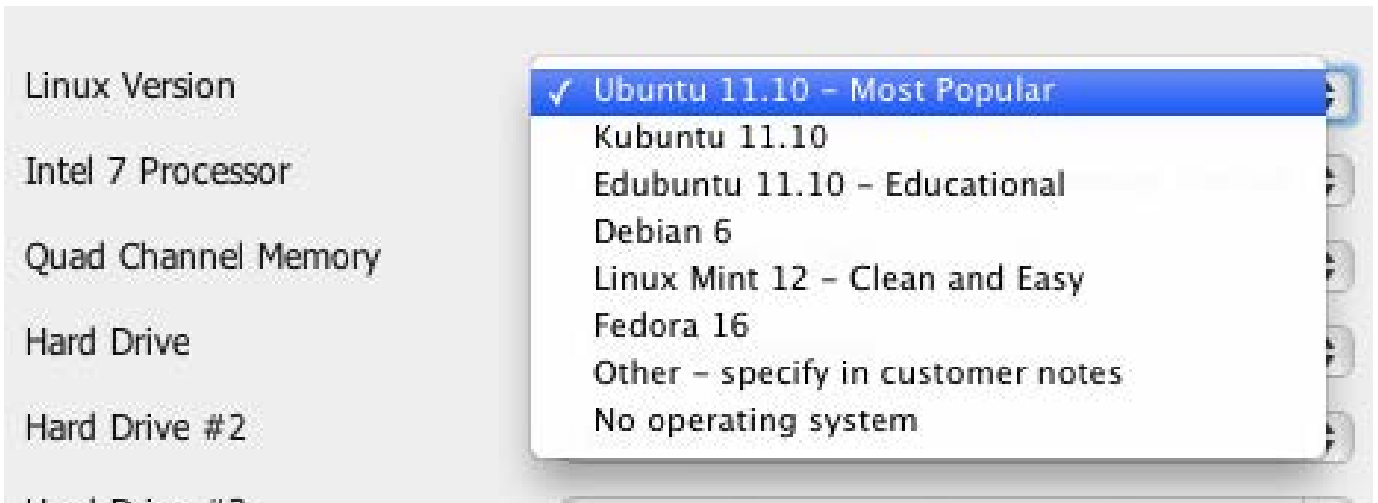 Linux Version
✓ Ubuntu 11.10 – Most Popular
Kubuntu 11.10
Intel 7 Processor
Edubuntu 11.10 – Educational
Debian 6
Quad Channel Memory
Linux Mint 12 – Clean and Easy
Hard Drive
Fedora 16
Other – specify in customer notes
Hard Drive #2
No operating system